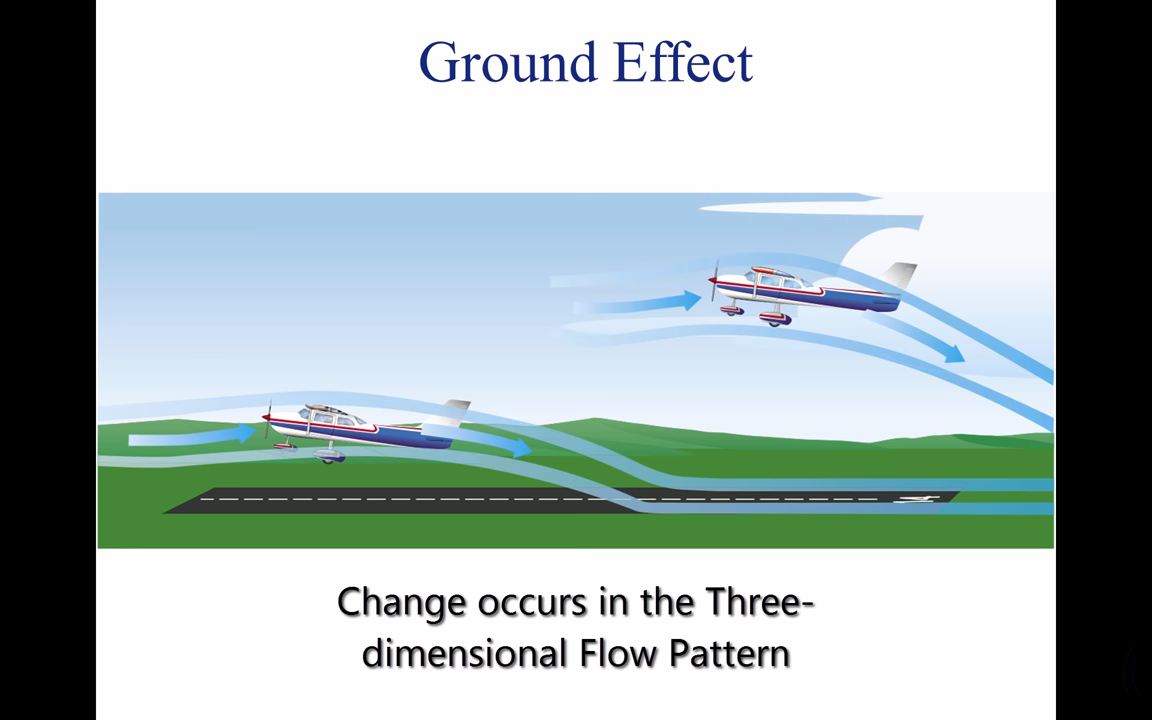 Ground Effect
Change occurs in the Three-
dimensional Flow Pattern